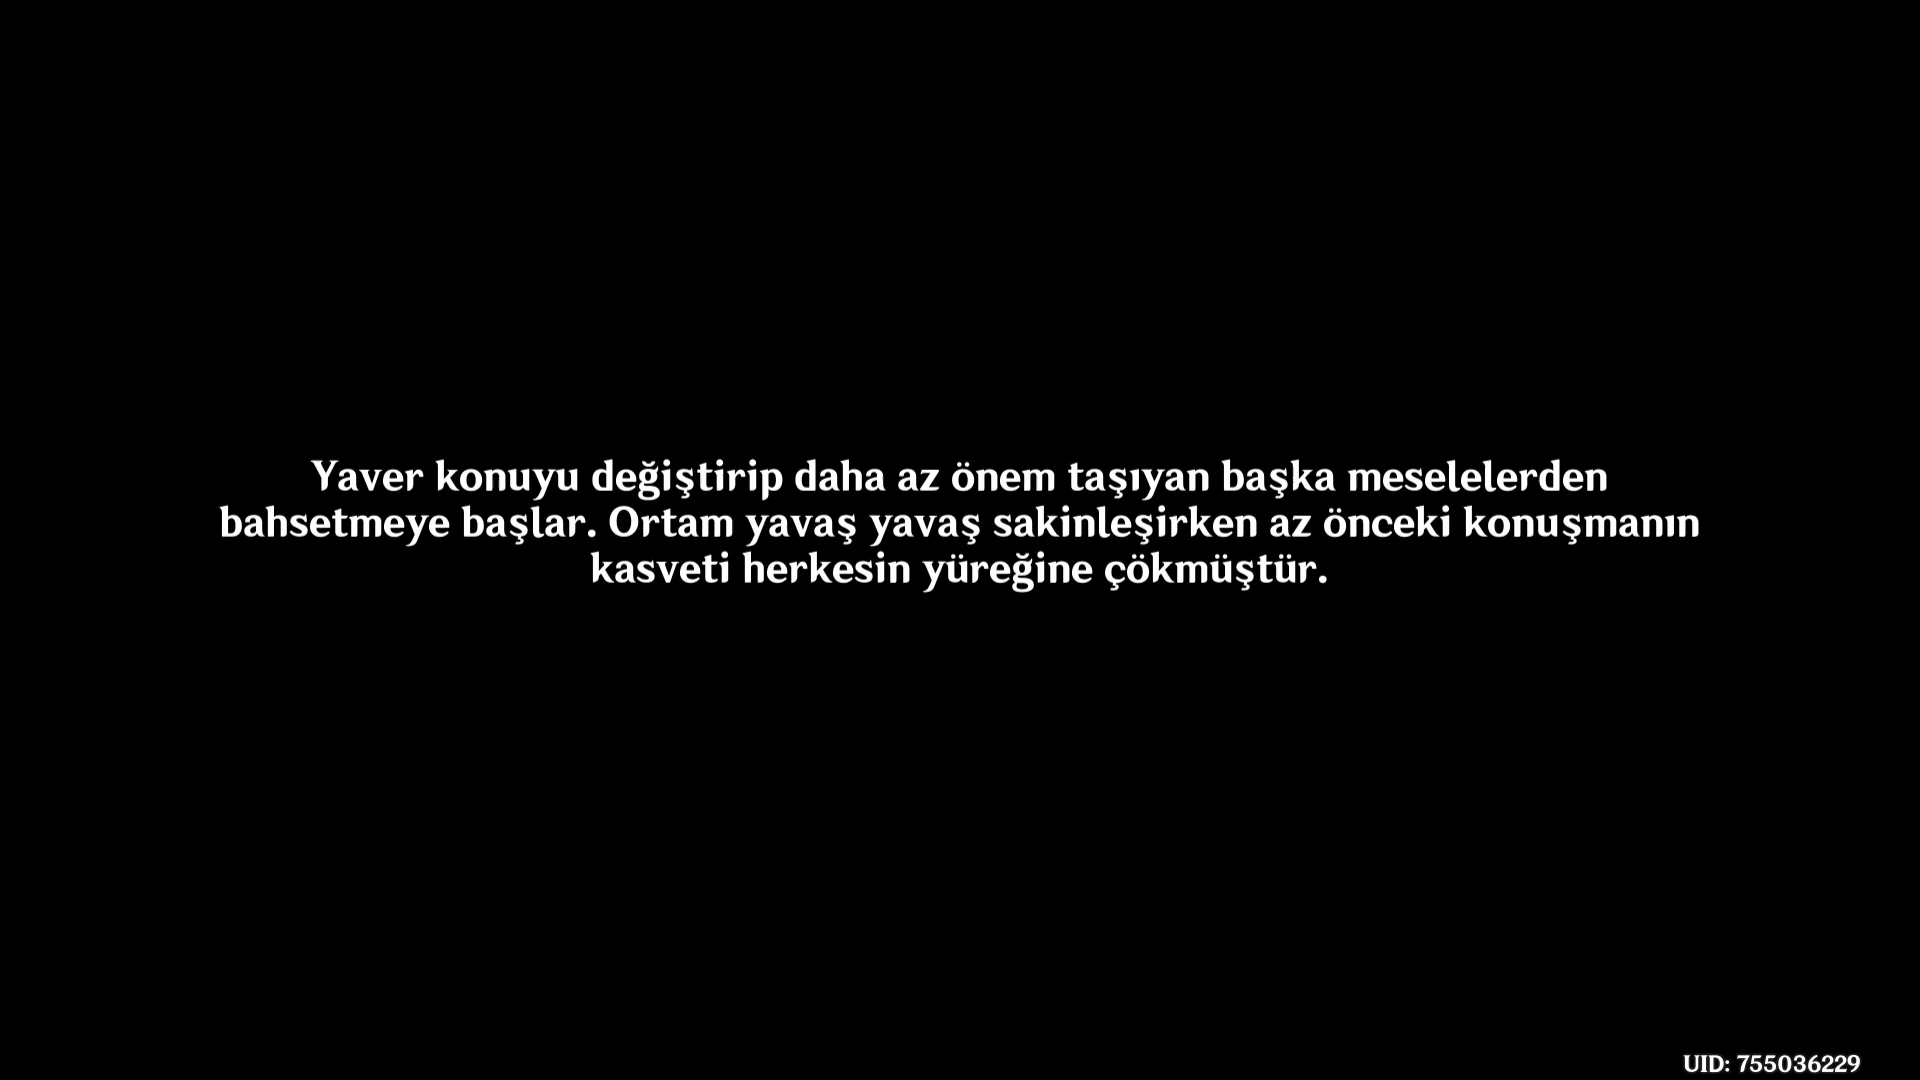 Yaver konuyu değiştirip daha az önem taşıyan başka meselelerden
bahsetmeye başlar. Ortam yavaş yavaş sakinleşirken az önceki konuşmanın
kasveti herkesin yüreğine çökmüştür.
UID: 755036229